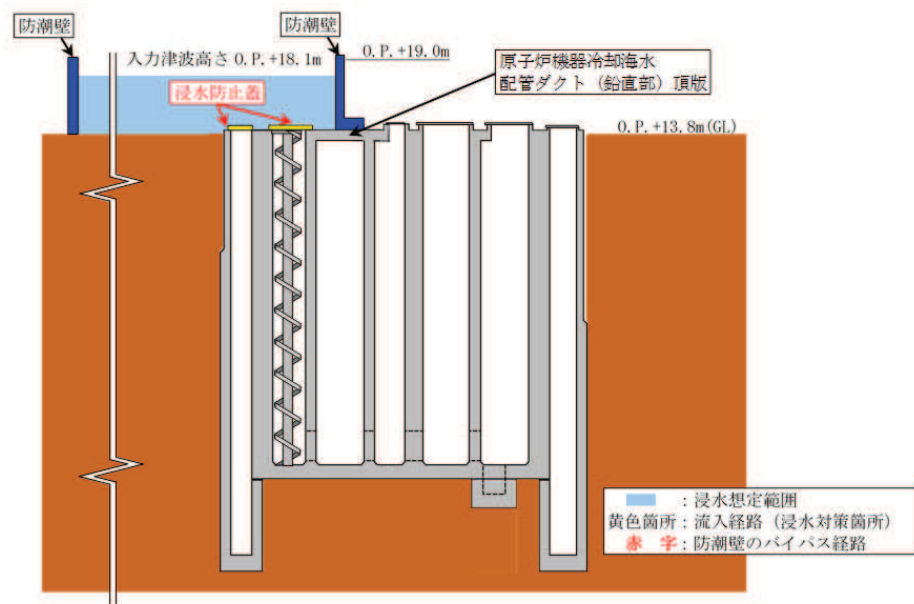 防潮壁
防潮壁
入力津波高さ O.P.+18.1m
O.P.+19.0m
原子炉機器冷却海水
配管ダクト（鉛直部）頂版
浸水防止蓋
O.P.+13.8m(GL)
：浸水想定範囲
黄色箇所：流入経路（浸水対策箇所）
赤　字：防潮壁のバイパス経路